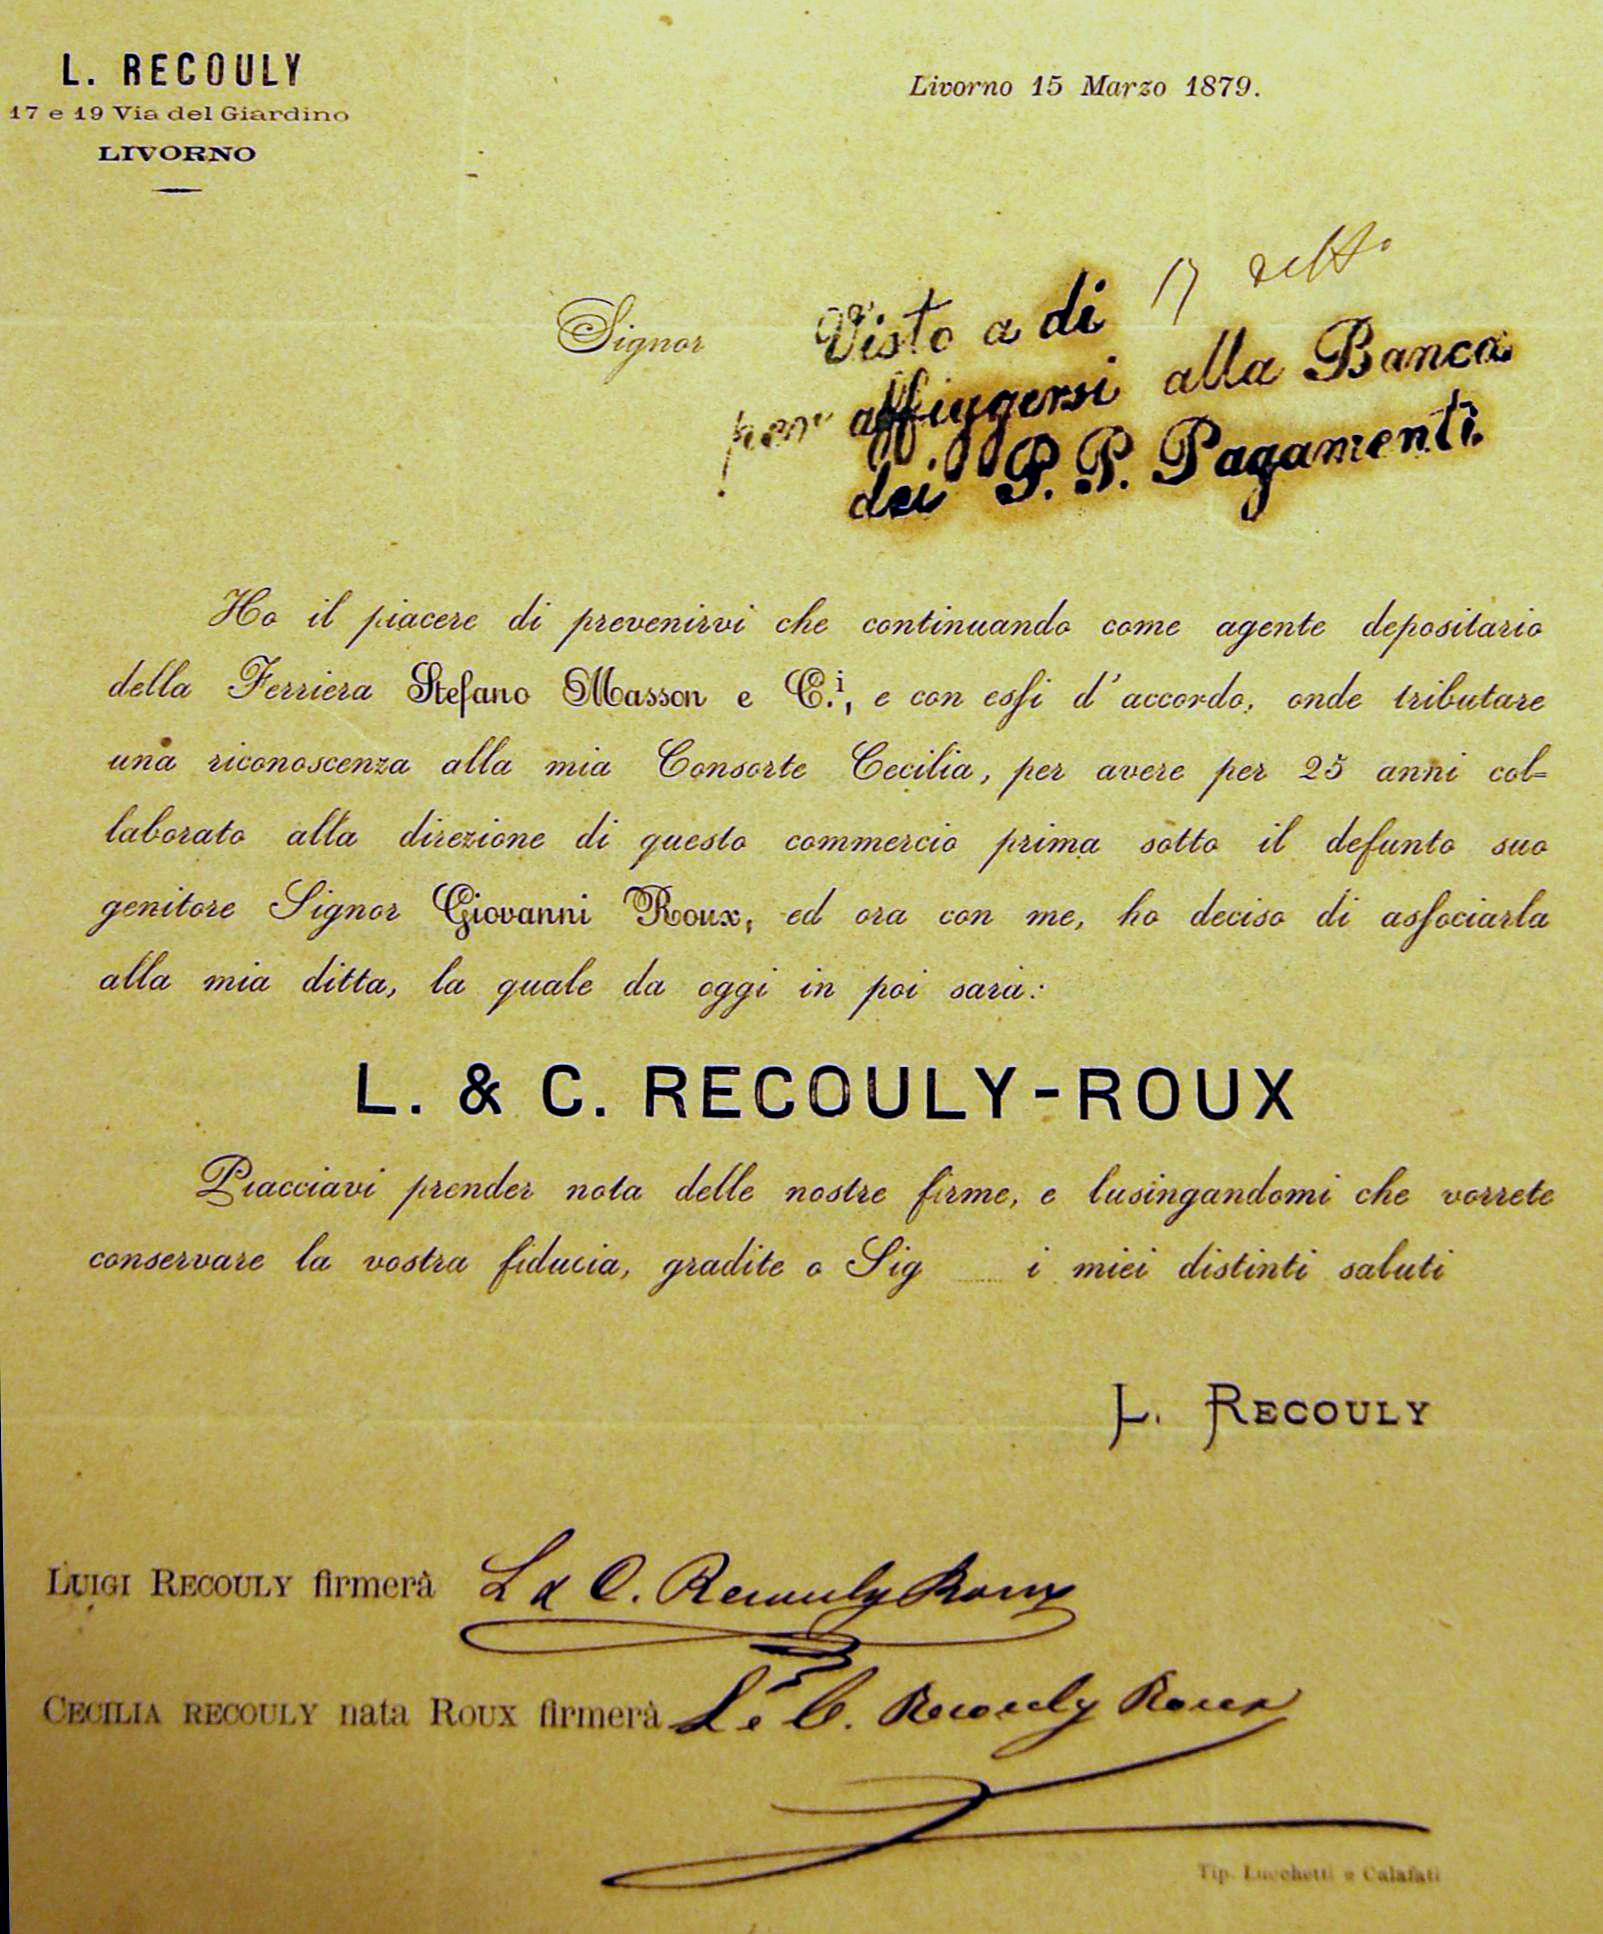 L. RECOULY
17 e 19 Via del Giardino
LIVORNO
Livorno 15 Marzo 1879.
Signor
Visto a di 17 detto
per affiggersi alla Banca
dei P. P. Pagamenti.
Ho il piacere di prevenirvi che continuando come agente depositario
della Ferriera Stefano Masson e C.i, e con essi d'accordo, onde tributare
una riconoscenza alla mia Consorte Cecilia, per avere per 25 anni col=
laborato alla direzione di questo commercio prima sotto il defunto suo
genitore Signor Giovanni Roux, ed ora con me, ho deciso di associarla
alla mia ditta, la quale da oggi in poi sarà:
L. & C. RECOULY-ROUX
Piacciavi prender nota delle nostre firme, e lusingandomi che vorrete
conservare la vostra fiducia, gradite o Sig ...... i miei distinti saluti
L. RECOULY
LUIGI RECOULY firmerà L & C. Recouly Roux
CECILIA RECOULY nata ROUX firmerà L e C. Recouly Roux
Tip. Lucchetti e Calafati